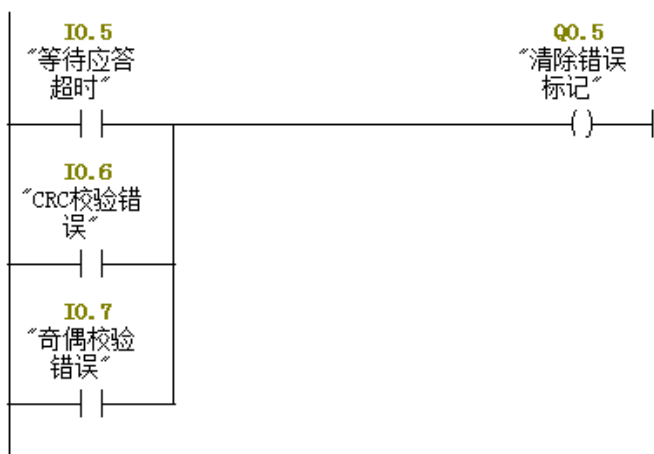 I0.5
"等待应答
超时"
Q0.5
"清除错误
标记"
I0.6
"CRC校验错
误"
I0.7
"奇偶校验
错误"